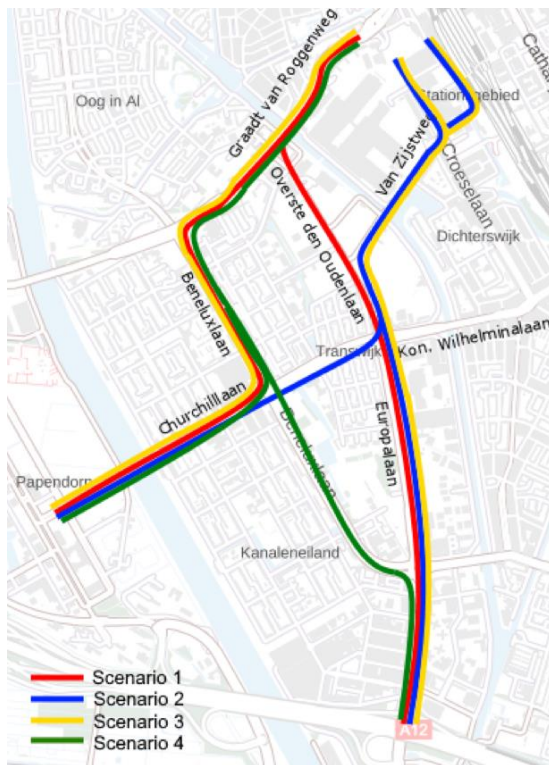 Oog in Al
Graadt van Roggenweg
Stationsgebied
Van Zijstweg
Croeselaan
Overste den Oudenlaan
Dichterswijk
Beneluxlaan
Transwijk
Kon. Wilhelminalaan
Churchilllaan
Beneluxlaan
Europalaan
Papendorp
Kanaleneiland
Scenario 1
Scenario 2
Scenario 3
Scenario 4
A12